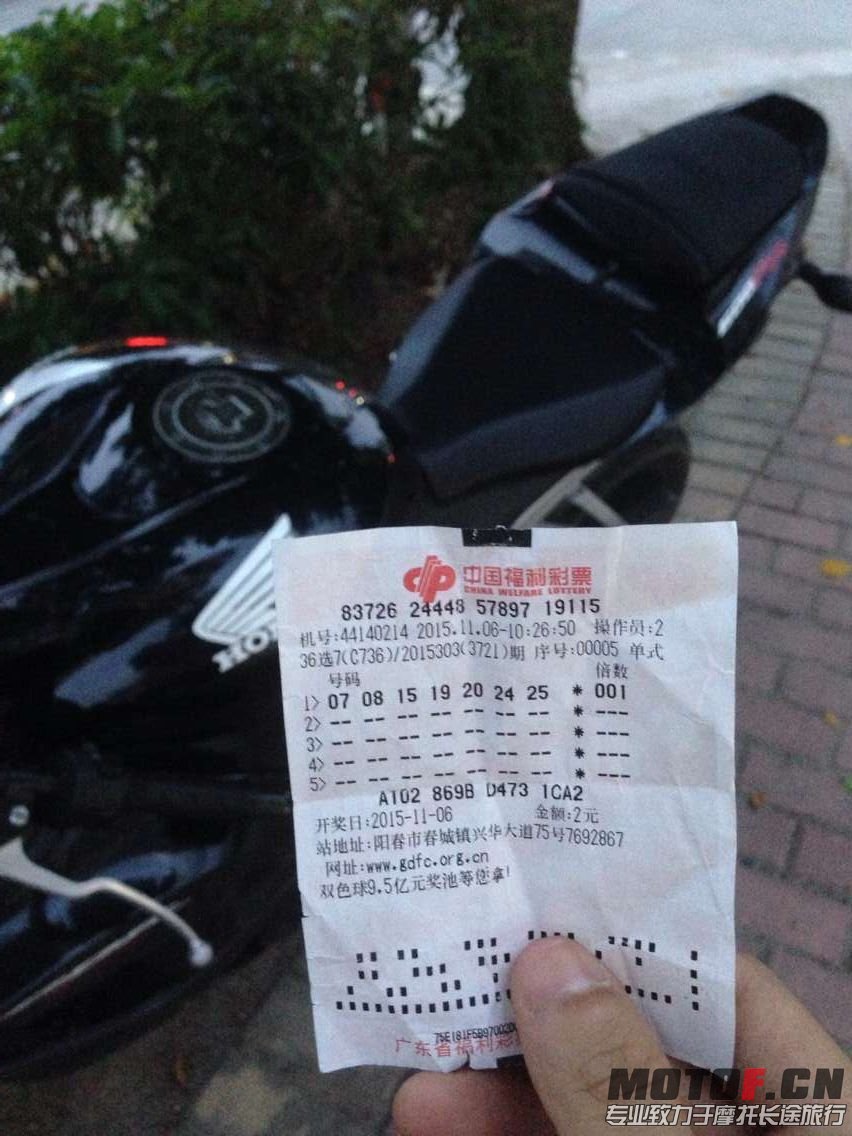 中国福利彩票
CHINA WELFARE LOTTERY
83726 24448 57897 19115
机号:44140214 2015.11.06-10:26:50 操作员:2
36选7(C736)/2015303(3721)期 序号:00005 单式
号码 倍数
1> 07 08 15 19 20 24 25 * 001
2> -- -- -- -- -- -- -- * ---
3> -- -- -- -- -- -- -- * ---
4> -- -- -- -- -- -- -- * ---
5> -- -- -- -- -- -- -- * ---
A102 869B D473 1CA2
开奖日:2015-11-06 金额:2元
站地址:阳春市春城镇兴华大道75号7692867
网址:www.gdfc.org.cn
双色球9.5亿元奖池等您拿!
广东省福利彩
MOTOF.CN
专业致力于摩托长途旅行